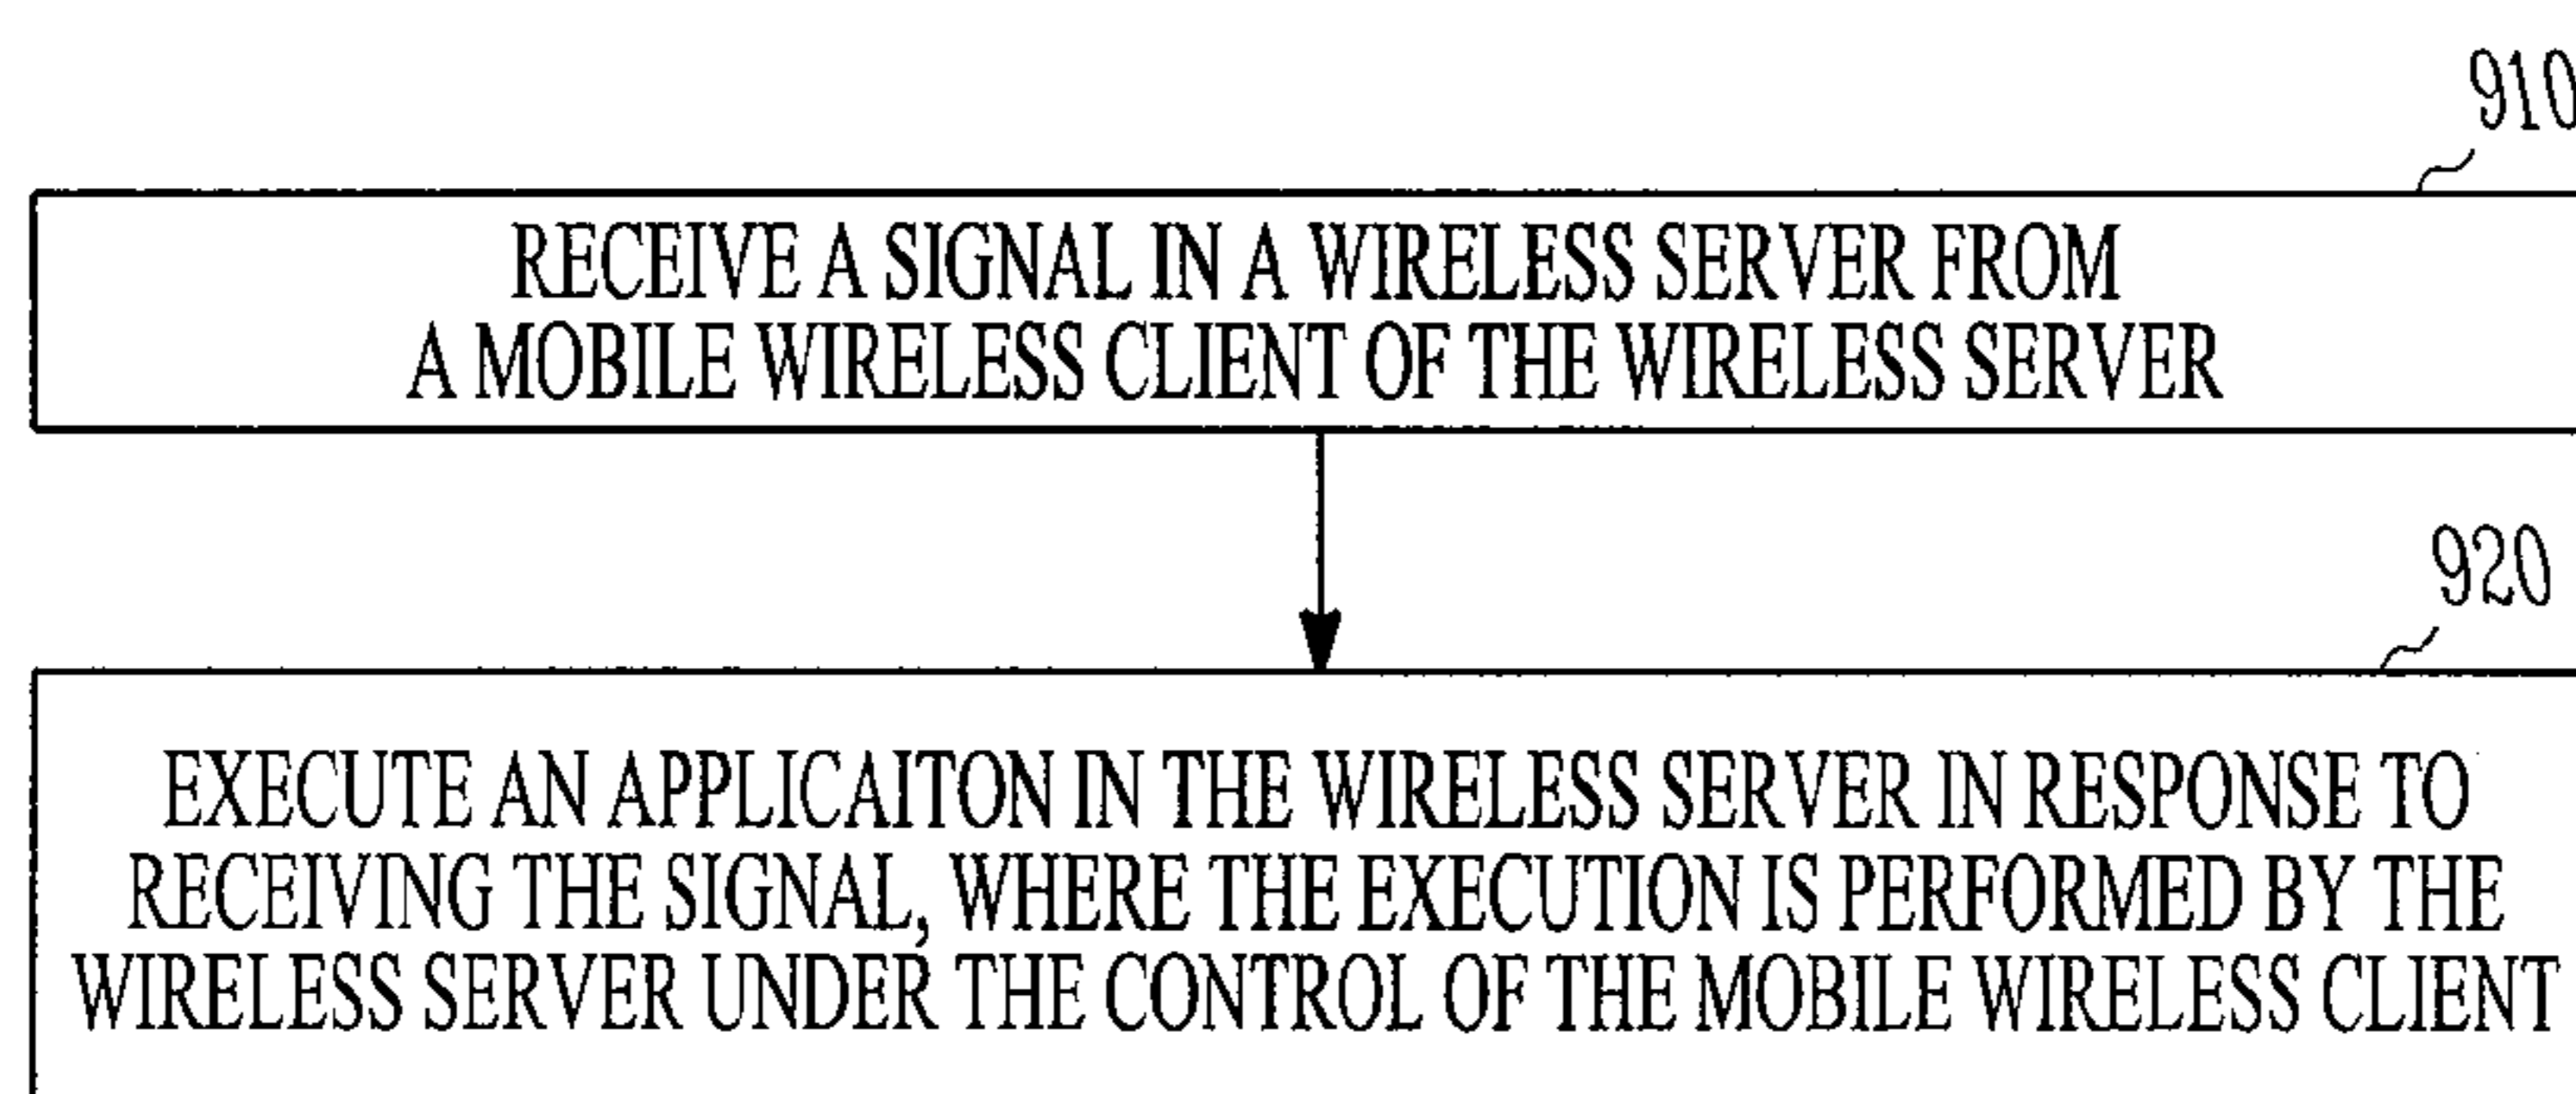 910
RECEIVE A SIGNAL IN A WIRELESS SERVER FROM
A MOBILE WIRELESS CLIENT OF THE WIRELESS SERVER
920
EXECUTE AN APPLICAITON IN THE WIRELESS SERVER IN RESPONSE TO
RECEIVING THE SIGNAL, WHERE THE EXECUTION IS PERFORMED BY THE
WIRELESS SERVER UNDER THE CONTROL OF THE MOBILE WIRELESS CLIENT